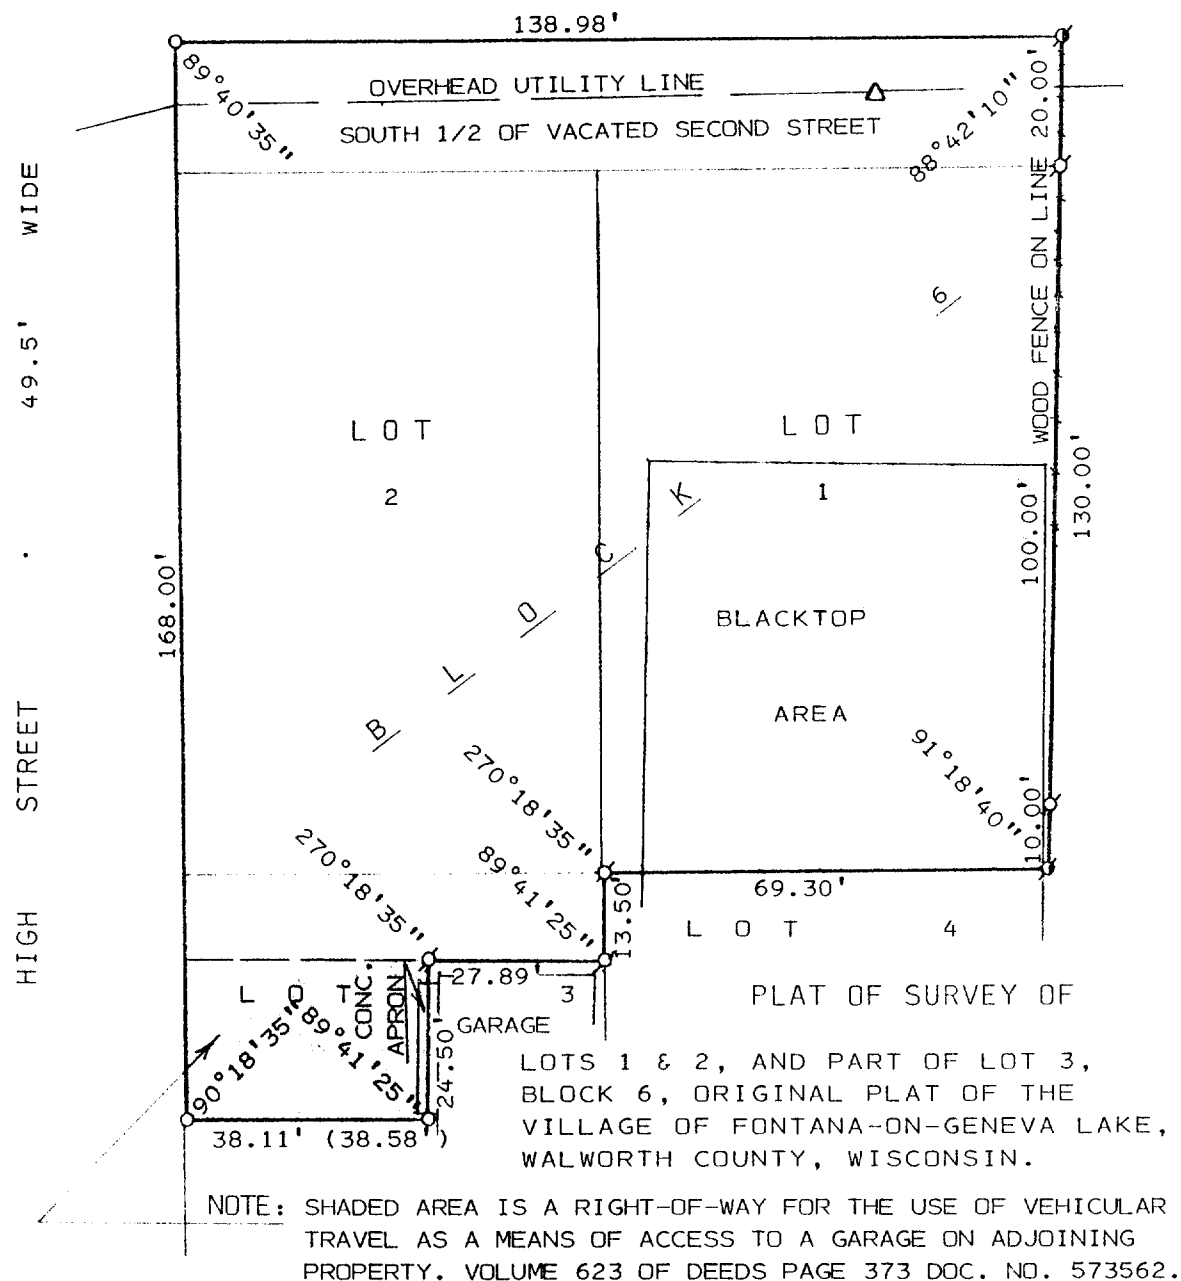 138.98'
89°40'35"
OVERHEAD UTILITY LINE
SOUTH 1/2 OF VACATED SECOND STREET
88°42'10"
20.00'
WOOD FENCE ON LINE
130.00'
HIGH STREET . 49.5' WIDE
168.00'
LOT
2
LOT
1
BLOCK 6
100.00'
BLACKTOP
AREA
91°18'40"
10.00'
270°18'35"
270°18'35"
89°41'25"
13.50'
69.30'
LOT 4
27.89'
LOT 3
CONC.
APRON
GARAGE
24.50'
90°18'35"
89°41'25"
38.11' (38.58')
PLAT OF SURVEY OF
LOTS 1 & 2, AND PART OF LOT 3,
BLOCK 6, ORIGINAL PLAT OF THE
VILLAGE OF FONTANA-ON-GENEVA LAKE,
WALWORTH COUNTY, WISCONSIN.
NOTE: SHADED AREA IS A RIGHT-OF-WAY FOR THE USE OF VEHICULAR
TRAVEL AS A MEANS OF ACCESS TO A GARAGE ON ADJOINING
PROPERTY. VOLUME 623 OF DEEDS PAGE 373 DOC. NO. 573562.